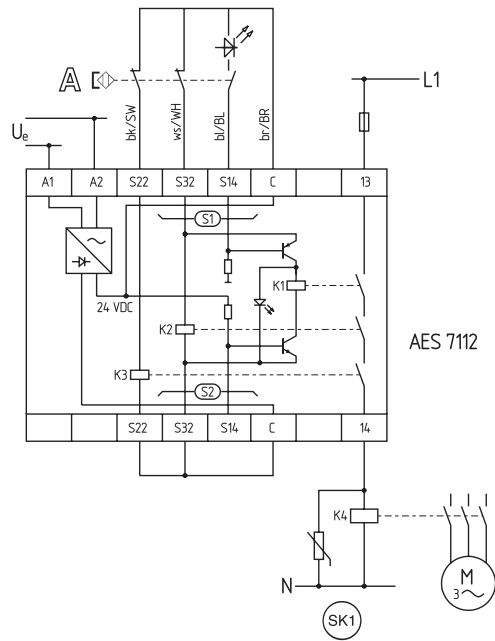 A
L1
bk/SW
ws/WH
bl/BL
br/BR
Ue
A1 A2 S22 S32 S14 C 13
S1
K1
24 VDC
K2
AES 7112
K3
S2
S22 S32 S14 C 14
K4
M
3
N
SK1